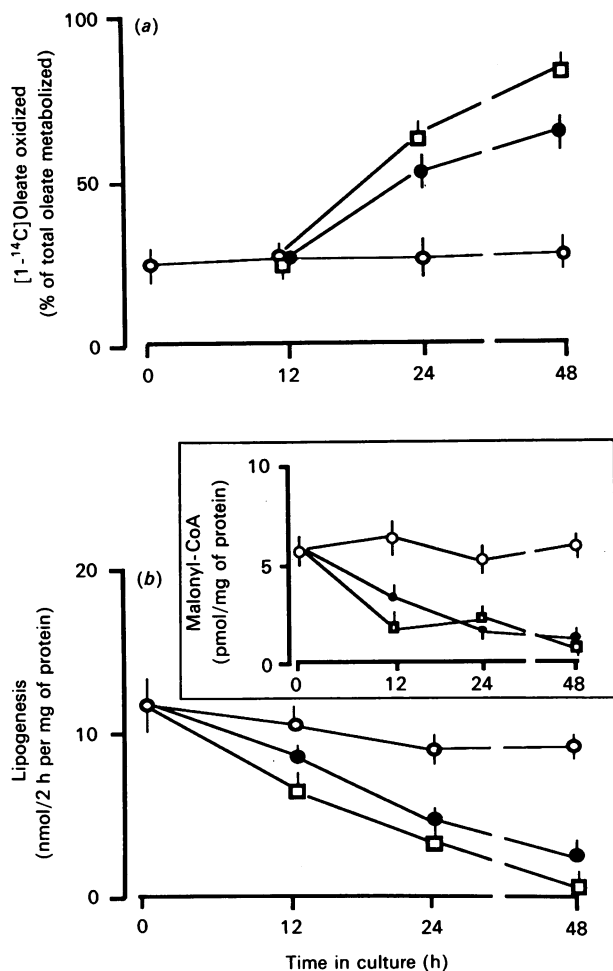 (a)
100
50
0
[1-¹⁴C]Oleate oxidized
(% of total oleate metabolized)
0 12 24 48
10
5
0
Malonyl-CoA
(pmol/mg of protein)
0 12 24 48
(b)
20
10
0
Lipogenesis
(nmol/2 h per mg of protein)
0 12 24 48
Time in culture (h)